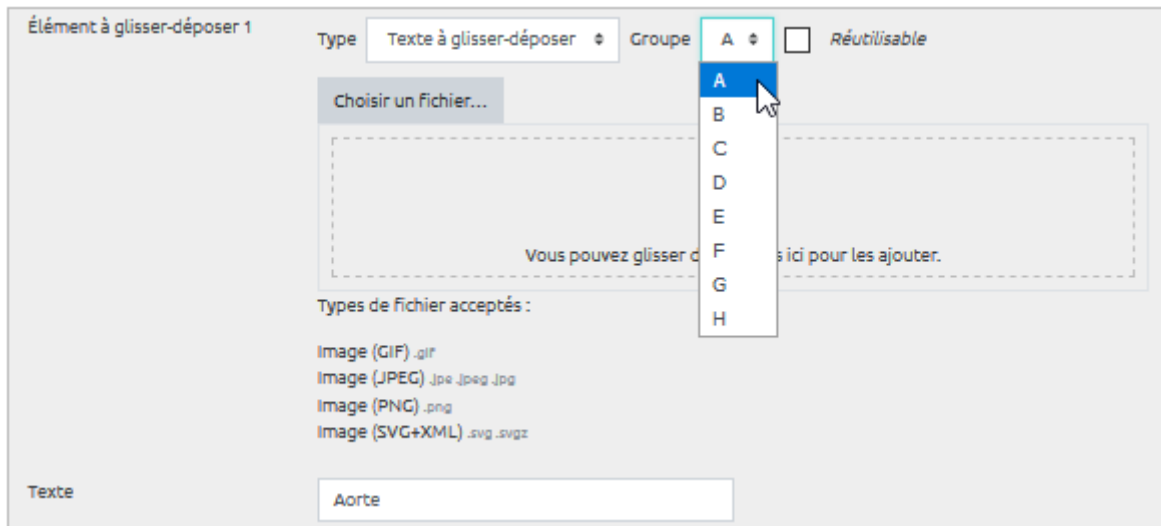 Élément à glisser-déposer 1
Type Texte à glisser-déposer Groupe A Réutilisable
A
Choisir un fichier...
B
C
D
E
F
Vous pouvez glisser d s ici pour les ajouter.
G
Types de fichier acceptés :
H
Image (GIF) .gif
Image (JPEG) .jpe .jpeg .jpg
Image (PNG) .png
Image (SVG+XML) .svg .svgz
Texte
Aorte